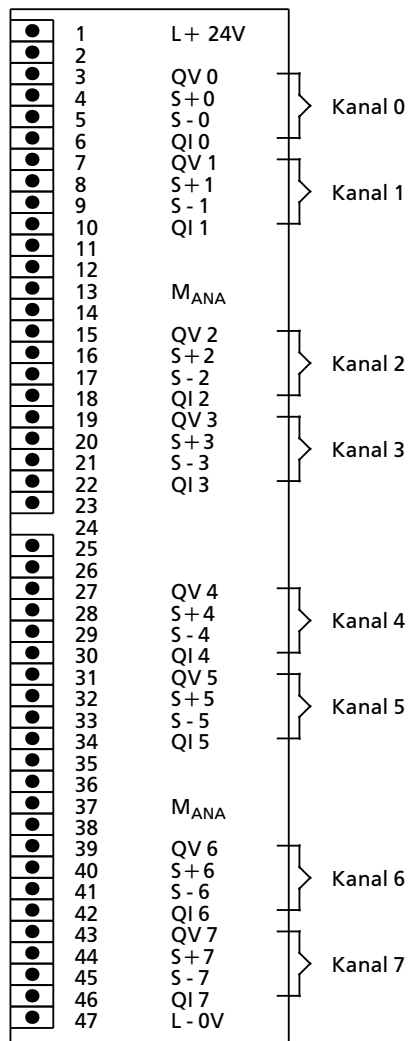 1 L+ 24V
2
3 QV 0
4 S+0 Kanal 0
5 S-0
6 QI 0
7 QV 1
8 S+1 Kanal 1
9 S-1
10 QI 1
11
12
13 MANA
14
15 QV 2
16 S+2 Kanal 2
17 S-2
18 QI 2
19 QV 3
20 S+3 Kanal 3
21 S-3
22 QI 3
23
24
25
26
27 QV 4
28 S+4 Kanal 4
29 S-4
30 QI 4
31 QV 5
32 S+5 Kanal 5
33 S-5
34 QI 5
35
36
37 MANA
38
39 QV 6
40 S+6 Kanal 6
41 S-6
42 QI 6
43 QV 7
44 S+7 Kanal 7
45 S-7
46 QI 7
47 L-0V